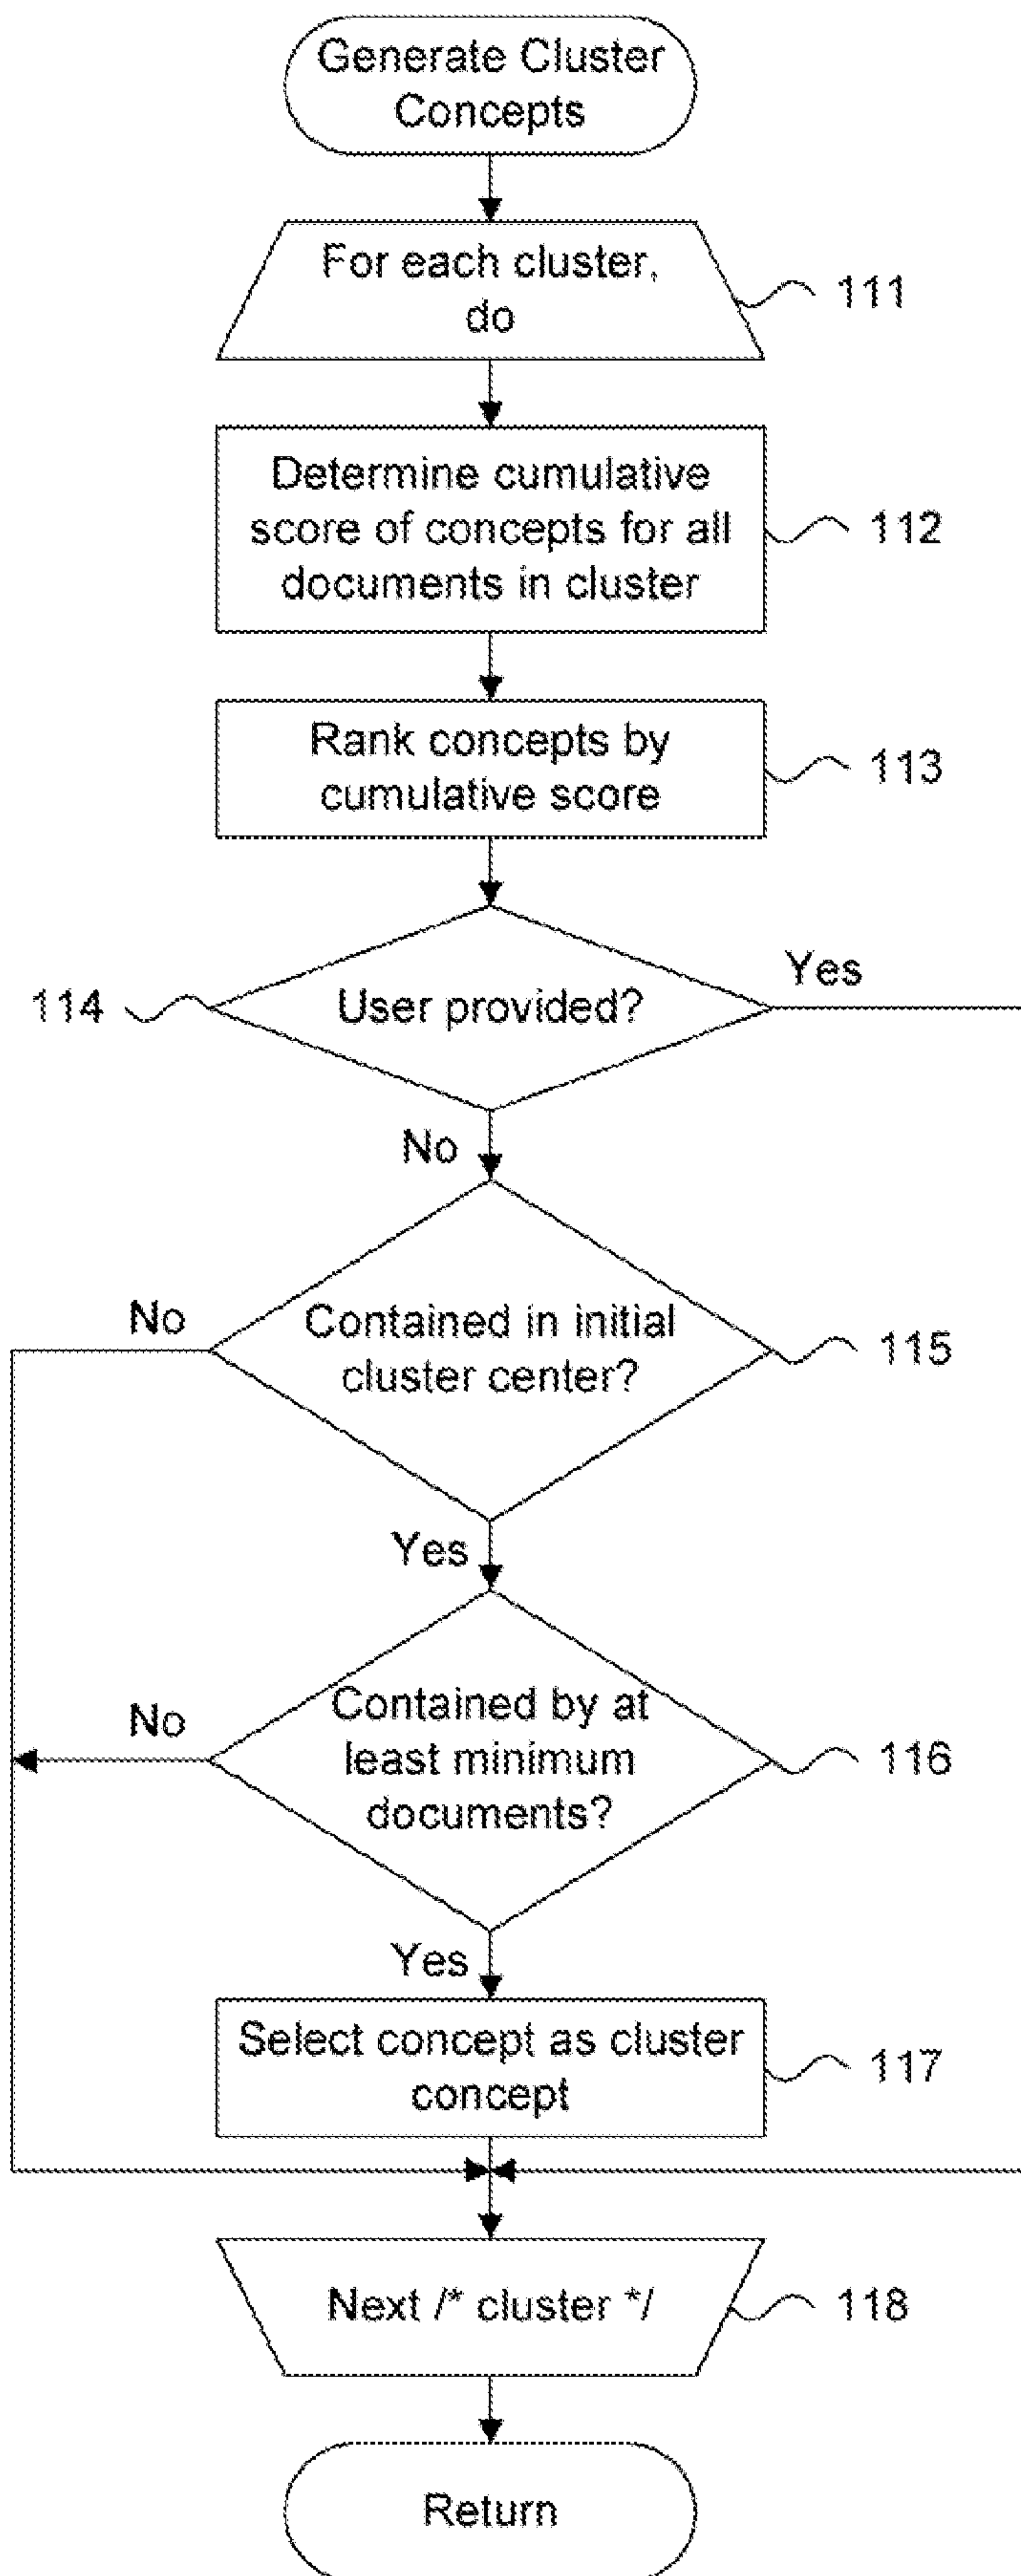 Generate Cluster
Concepts
For each cluster,
do
111
Determine cumulative
score of concepts for all
documents in cluster
112
Rank concepts by
cumulative score
113
114
User provided?
Yes
No
No
Contained in initial
cluster center?
115
Yes
No
Contained by at
least minimum
documents?
116
Yes
Select concept as cluster
concept
117
Next /* cluster */
118
Return